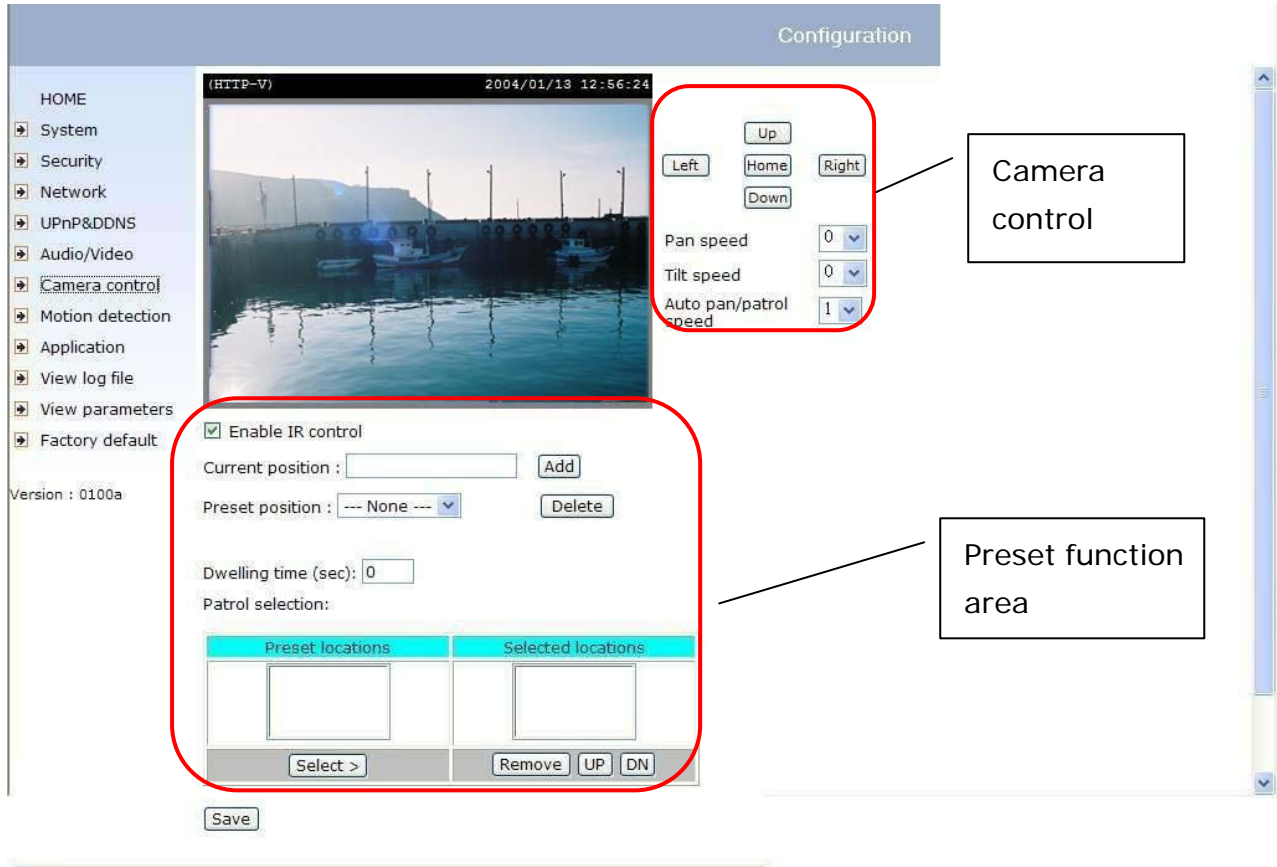 Configuration
HOME
System
Security
Network
UPnP&DDNS
Audio/Video
Camera control
Motion detection
Application
View log file
View parameters
Factory default
Version : 0100a
(HTTP-V) 2004/01/13 12:56:24
Up
Left Home Right
Down
Pan speed 0
Tilt speed 0
Auto pan/patrol speed 1
Camera
control
Enable IR control
Current position : Add
Preset position : --- None --- Delete
Dwelling time (sec): 0
Patrol selection:
Preset locations Selected locations
Select > Remove UP DN
Save
Preset function
area